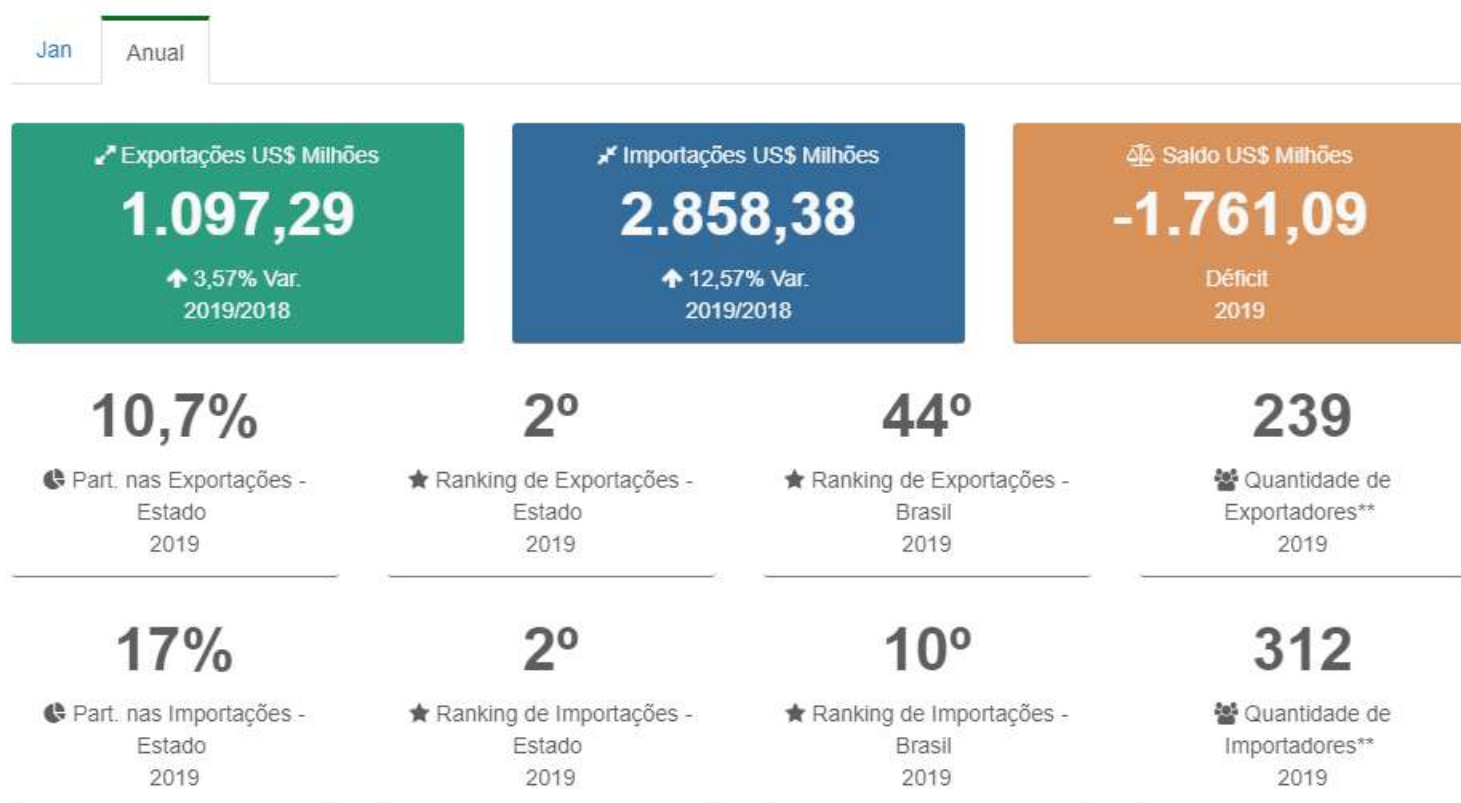 Jan
Anual
Exportações US$ Milhões
1.097,29
3,57% Var.
2019/2018
Importações US$ Milhões
2.858,38
12,57% Var.
2019/2018
Saldo US$ Milhões
-1.761,09
Déficit
2019
10,7%
Part. nas Exportações -
Estado
2019
2º
Ranking de Exportações -
Estado
2019
44º
Ranking de Exportações -
Brasil
2019
239
Quantidade de
Exportadores**
2019
17%
Part. nas Importações -
Estado
2019
2º
Ranking de Importações -
Estado
2019
10º
Ranking de Importações -
Brasil
2019
312
Quantidade de
Importadores**
2019